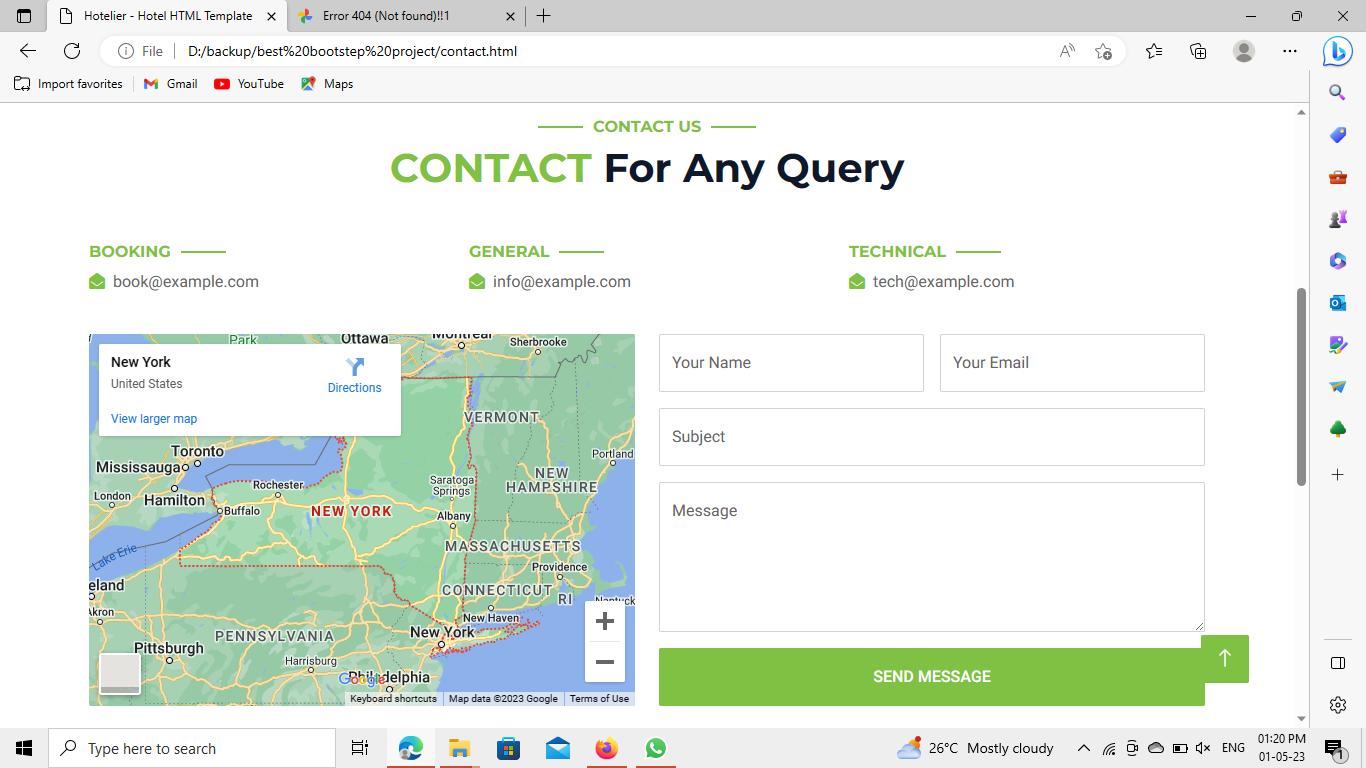 Hotelier - Hotel HTML Template
Error 404 (Not found)!!1
File
D:/backup/best%20bootstep%20project/contact.html
Import favorites
Gmail
YouTube
Maps
CONTACT US
CONTACT For Any Query
BOOKING
book@example.com
GENERAL
info@example.com
TECHNICAL
tech@example.com
New York
United States
Directions
View larger map
Park
Ottawa
Montreal
Sherbrooke
VERMONT
Toronto
Mississauga
Portland
London
Hamilton
Rochester
Saratoga
Springs
NEW
HAMPSHIRE
Buffalo
NEW YORK
Albany
Lake Erie
MASSACHUSETTS
Providence
eland
CONNECTICUT
RI
Nantuck
Akron
New Haven
PENNSYLVANIA
New York
Pittsburgh
Harrisburg
Philadelphia
Google
Keyboard shortcuts
Map data ©2023 Google
Terms of Use
Your Name
Your Email
Subject
Message
SEND MESSAGE
Type here to search
26°C Mostly cloudy
ENG
01:20 PM
01-05-23
1